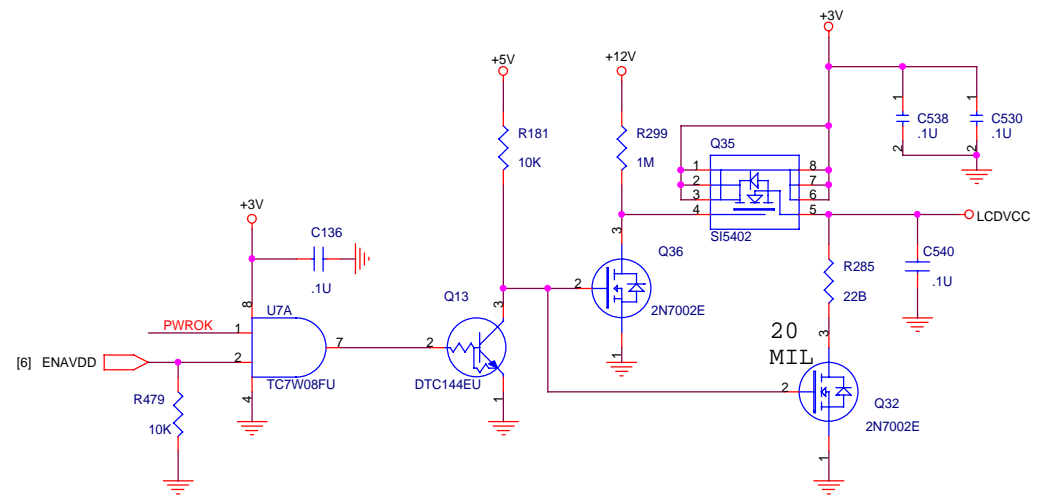 +3V
+5V
+12V
R181
10K
R299
1M
Q35
1
2
3
4
8
7
6
5
SI5402
1
C538
.1U
2
1
C530
.1U
2
+3V
C136
.1U
LCDVCC
3
Q36
2
2N7002E
1
R285
22B
C540
.1U
8
U7A
PWROK
1
[6] ENAVDD
2
7
TC7W08FU
4
Q13
3
2
DTC144EU
1
20
MIL
3
2
Q32
2N7002E
1
R479
10K